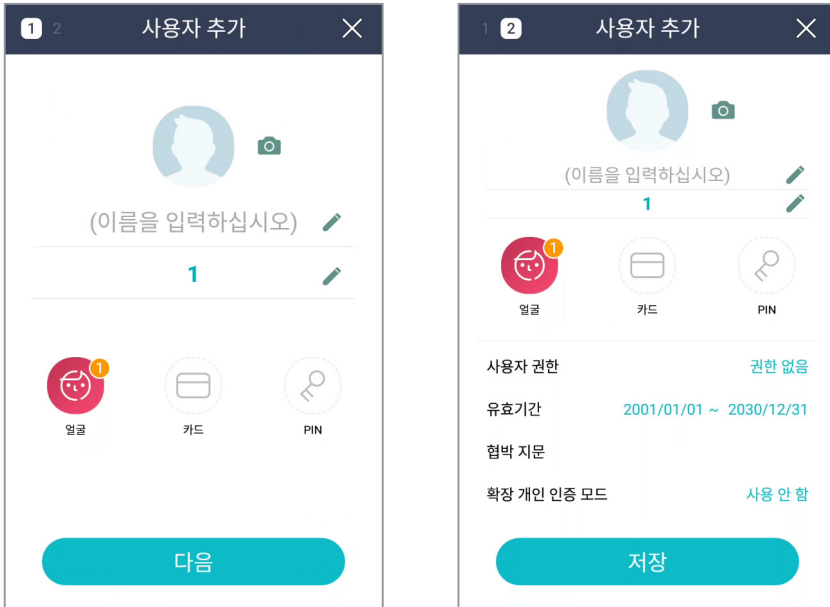 1 2 사용자 추가
(이름을 입력하십시오)
1
1
얼굴 카드 PIN
다음
1 2 사용자 추가
(이름을 입력하십시오)
1
1
얼굴 카드 PIN
사용자 권한 권한 없음
유효기간 2001/01/01 ~ 2030/12/31
협박 지문
확장 개인 인증 모드 사용 안 함
저장